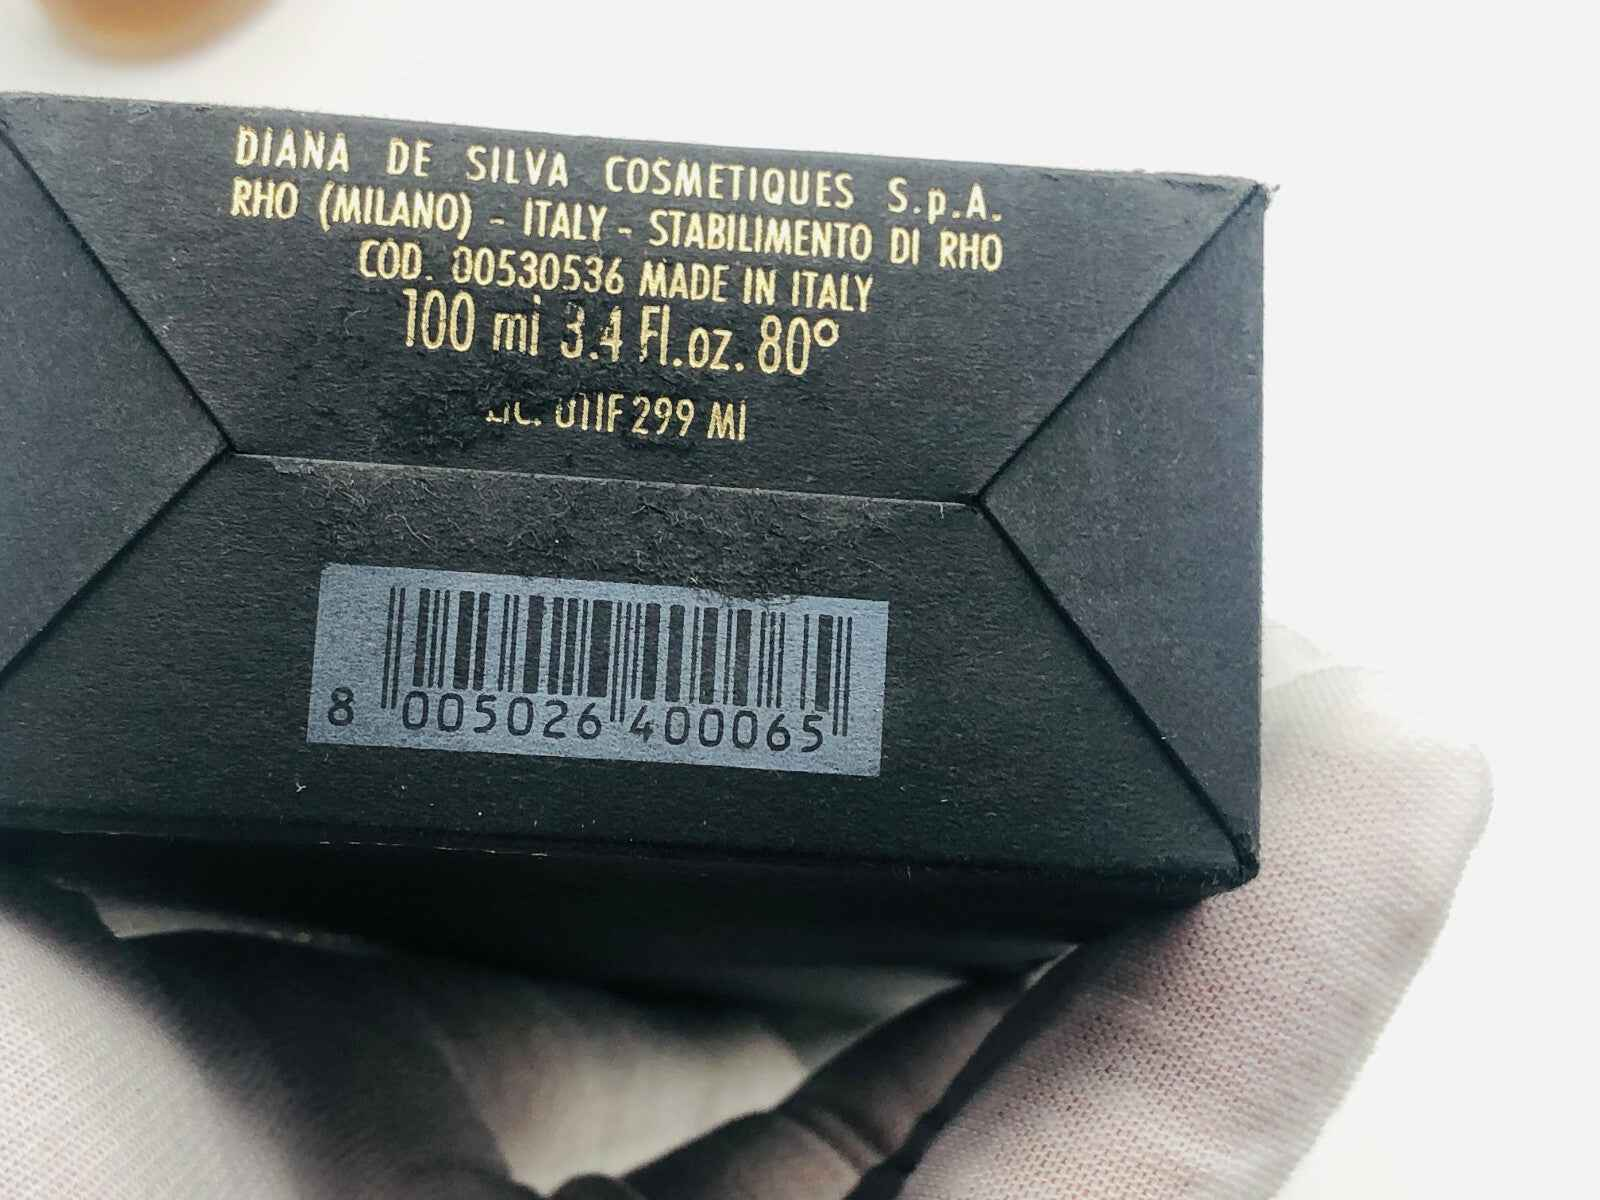 DIANA DE SILVA COSMETIQUES S.p.A.
RHO (MILANO) - ITALY - STABILIMENTO DI RHO
COD. 00530536 MADE IN ITALY
100 ml 3.4 Fl.oz. 80°
299 MI
8 005026 400065